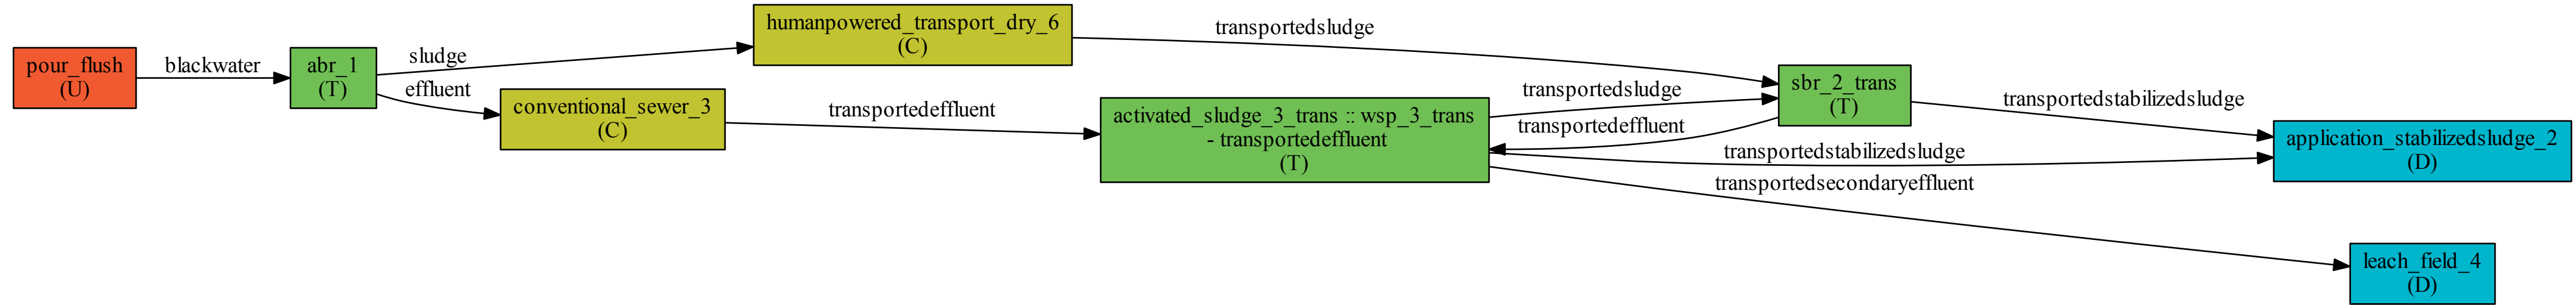 pour_flush
(U)
blackwater
abr_1
(T)
sludge
effluent
humanpowered_transport_dry_6
(C)
conventional_sewer_3
(C)
transportedsludge
transportedeffluent
activated_sludge_3_trans :: wsp_3_trans
- transportedeffluent
(T)
transportedsludge
transportedeffluent
sbr_2_trans
(T)
transportedstabilizedsludge
transportedstabilizedsludge
transportedsecondaryeffluent
application_stabilizedsludge_2
(D)
leach_field_4
(D)